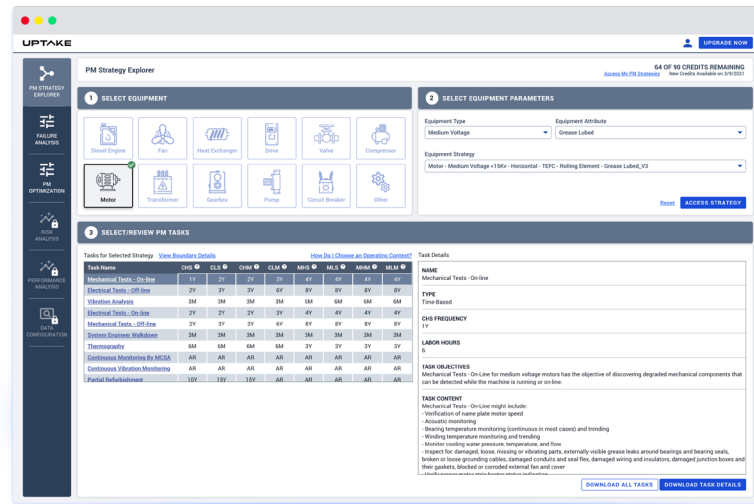 UPTAKE
UPGRADE NOW
PM STRATEGY
EXPLORER
FAILURE
ANALYSIS
PM
OPTIMIZATION
RISK
ANALYSIS
PERFORMANCE
ANALYSIS
DATA
CONFIGURATION
PM Strategy Explorer
64 OF 90 CREDITS REMAINING
Access My PM Strategies New Credits Available on 3/9/2021
1 SELECT EQUIPMENT
Diesel Engine Fan Heat Exchanger Drive Valve Compressor
Motor Transformer Gearbox Pump Circuit Breaker Other
2 SELECT EQUIPMENT PARAMETERS
Equipment Type Equipment Attribute
Medium Voltage Grease Lubed
Equipment Strategy
Motor - Medium Voltage <15Kv - Horizontal - TEFC - Rolling Element - Grease Lubed_V3
Reset ACCESS STRATEGY
3 SELECT/REVIEW PM TASKS
Tasks for Selected Strategy View Boundary Details How Do I Choose an Operating Context?
Task Name CHS CLS CHM CLM MHS MLS MHM MLM
Mechanical Tests - On-line 1Y 2Y 2Y 3Y 4Y 4Y 4Y 4Y
Electrical Tests - Off-line 2Y 3Y 3Y 6Y 8Y 8Y 8Y 8Y
Vibration Analysis 3M 3M 3M 3M 6M 6M 6M 6M
Electrical Tests - On-line 2Y 2Y 2Y 3Y 4Y 4Y 4Y 4Y
Mechanical Tests - Off-line 2Y 3Y 3Y 6Y 8Y 8Y 8Y 8Y
System Engineer Walkdown 3M 3M 3M 3M 3M 3M 3M 3M
Thermography 6M 6M 6M 6M 3Y 3Y 3Y 3Y
Continuous Monitoring By MCSA AR AR AR AR AR AR AR AR
Continuous Vibration Monitoring AR AR AR AR AR AR AR AR
Partial Refurbishment 10Y 15Y 15Y AR AR AR AR AR
Task Details
NAME
Mechanical Tests - On-line
TYPE
Time-Based
CHS FREQUENCY
1Y
LABOR HOURS
6
TASK OBJECTIVES
Mechanical Tests - On-Line for medium voltage motors has the objective of discovering degraded mechanical components that
can be detected while the machine is running or on-line.
TASK CONTENT
Mechanical Tests - On-Line might include:
- Verification of name plate motor speed
- Acoustic monitoring
- Bearing temperature monitoring (continuous in most cases) and trending
- Winding temperature monitoring and trending
- Monitor cooling water pressure, temperature, and flow
- Inspect for damaged, loose, missing or vibrating parts, externally visible grease leaks around bearings and bearing seals,
broken or loose grounding cables, damaged conduits and seal flex, damaged wiring and insulators, damaged junction boxes and
their gaskets, blocked or corroded external fan and cover
DOWNLOAD ALL TASKS DOWNLOAD TASK DETAILS